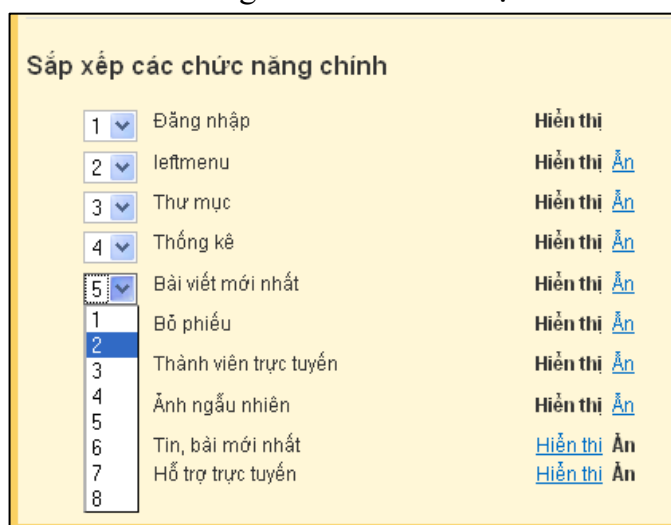 Sắp xếp các chức năng chính
1 Đăng nhập Hiển thị
2 leftmenu Hiển thị Ẩn
3 Thư mục Hiển thị Ẩn
4 Thống kê Hiển thị Ẩn
5 Bài viết mới nhất Hiển thị Ẩn
1 Bỏ phiếu Hiển thị Ẩn
2
3 Thành viên trực tuyến Hiển thị Ẩn
4 Ảnh ngẫu nhiên Hiển thị Ẩn
5
6 Tin, bài mới nhất Hiển thi Ẩn
7 Hỗ trợ trực tuyến Hiển thi Ẩn
8